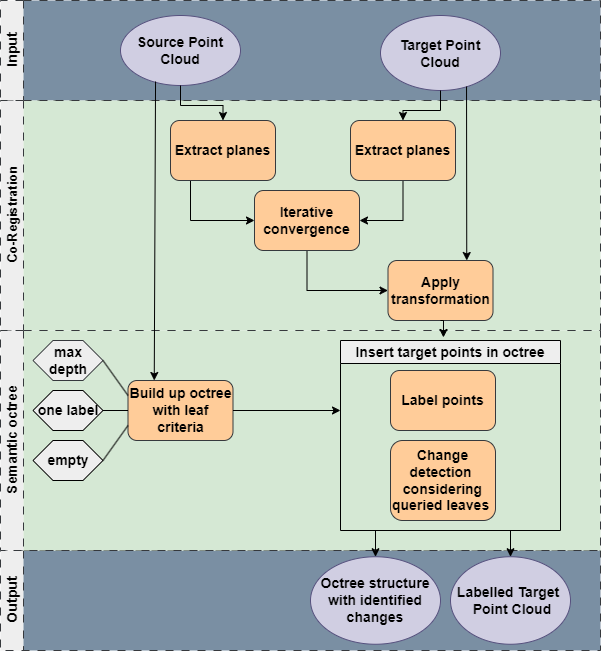 Input
Source Point
Cloud
Target Point
Cloud
Co-Registration
Extract planes
Extract planes
Iterative
convergence
Apply
transformation
Semantic octree
max
depth
one label
empty
Build up octree
with leaf
criteria
Insert target points in octree
Label points
Change
detection
considering
queried leaves
Output
Octree structure
with identified
changes
Labelled Target
Point Cloud